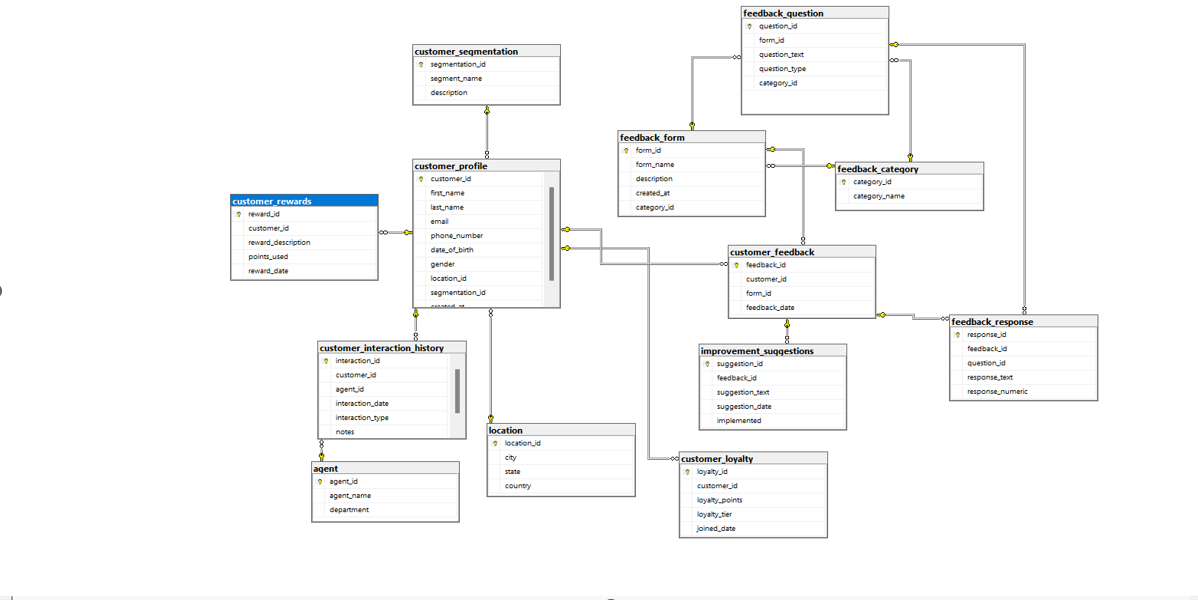 feedback_question
question_id
form_id
question_text
question_type
category_id
customer_segmentation
segmentation_id
segment_name
description
feedback_form
form_id
form_name
description
created_at
category_id
feedback_category
category_id
category_name
customer_profile
customer_id
first_name
last_name
email
phone_number
date_of_birth
gender
location_id
segmentation_id
created_at
customer_rewards
reward_id
customer_id
reward_description
points_used
reward_date
customer_feedback
feedback_id
customer_id
form_id
feedback_date
feedback_response
response_id
feedback_id
question_id
response_text
response_numeric
customer_interaction_history
interaction_id
customer_id
agent_id
interaction_date
interaction_type
notes
improvement_suggestions
suggestion_id
feedback_id
suggestion_text
suggestion_date
implemented
location
location_id
city
state
country
customer_loyalty
loyalty_id
customer_id
loyalty_points
loyalty_tier
joined_date
agent
agent_id
agent_name
department